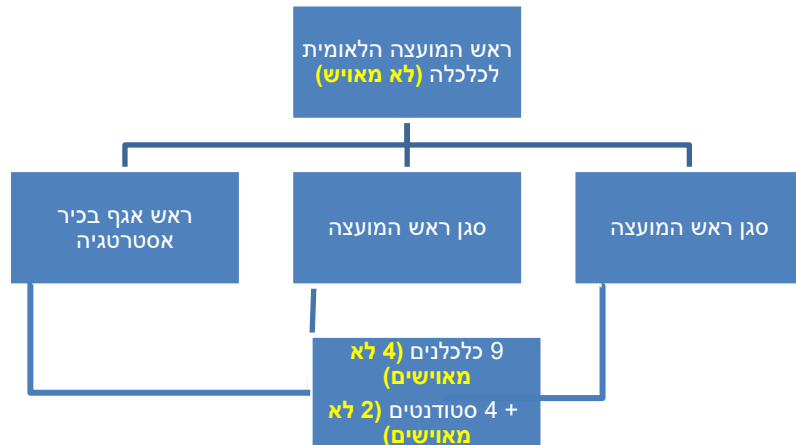 ראש המועצה הלאומית
לכלכלה (לא מאויש)
סגן ראש המועצה
סגן ראש המועצה
ראש אגף בכיר
אסטרטגיה
9 כלכלנים (4 לא
מאוישים)
+ 4 סטודנטים (2 לא
מאוישים)